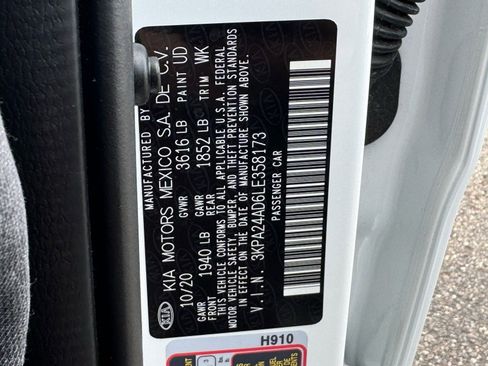 MANUFACTURED BY
KIA KIA MOTORS MEXICO S.A. DE C.V.
10/20 GVWR 3616 LB PAINT UD
GAWR FRONT 1940 LB GAWR REAR 1852 LB TRIM WK
THIS VEHICLE CONFORMS TO ALL APPLICABLE U.S.A. FEDERAL
MOTOR VEHICLE SAFETY, BUMPER, AND THEFT PREVENTION STANDARDS
IN EFFECT ON THE DATE OF MANUFACTURE SHOWN ABOVE.
V.I.N. 3KPA24AD6LE358173
PASSENGER CAR
H910